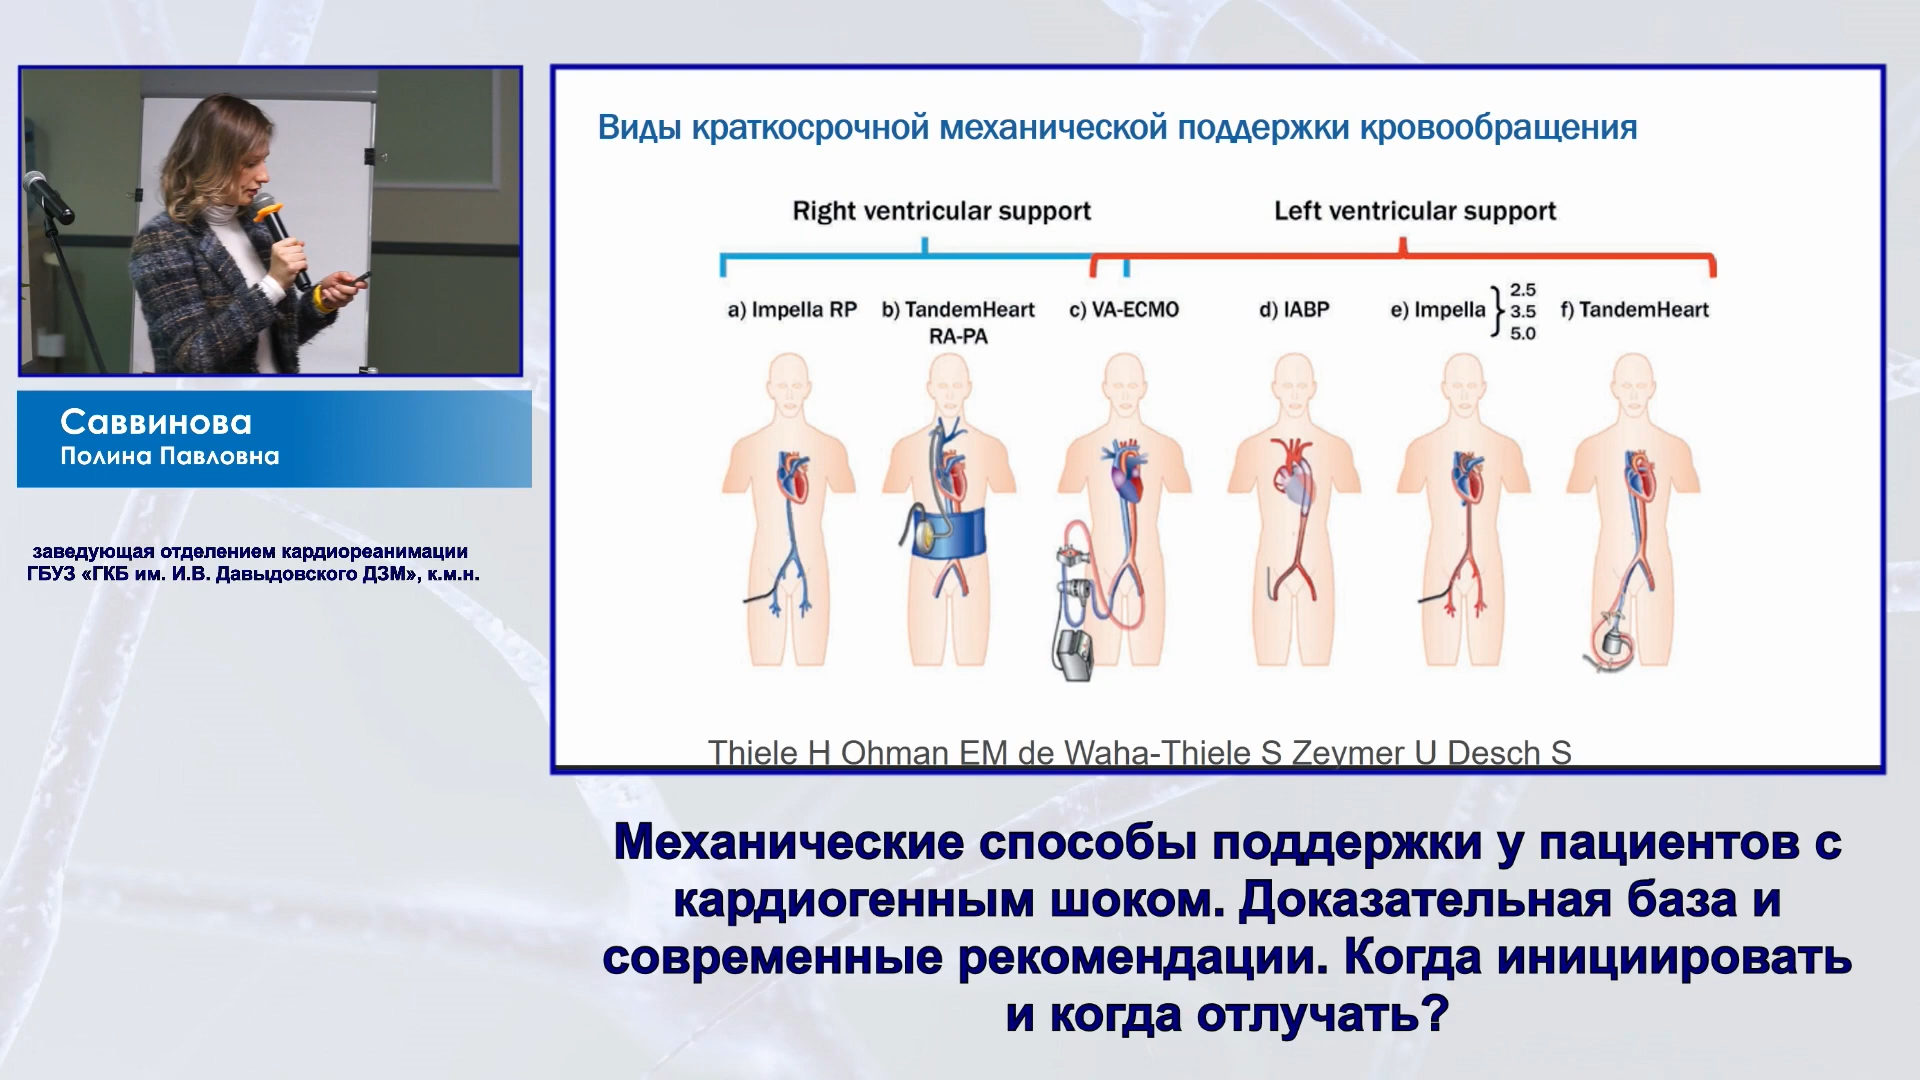 Саввинова
Полина Павловна
заведующая отделением кардиореанимации
ГБУЗ «ГКБ им. И.В. Давыдовского ДЗМ», к.м.н.
Виды краткосрочной механической поддержки кровообращения
Right ventricular support
Left ventricular support
a) Impella RP
b) TandemHeart
RA-PA
c) VA-ECMO
d) IABP
e) Impella
2.5
3.5
5.0
f) TandemHeart
Thiele H Ohman EM de Waha-Thiele S Zeymer U Desch S
Механические способы поддержки у пациентов с
кардиогенным шоком. Доказательная база и
современные рекомендации. Когда инициировать
и когда отлучать?